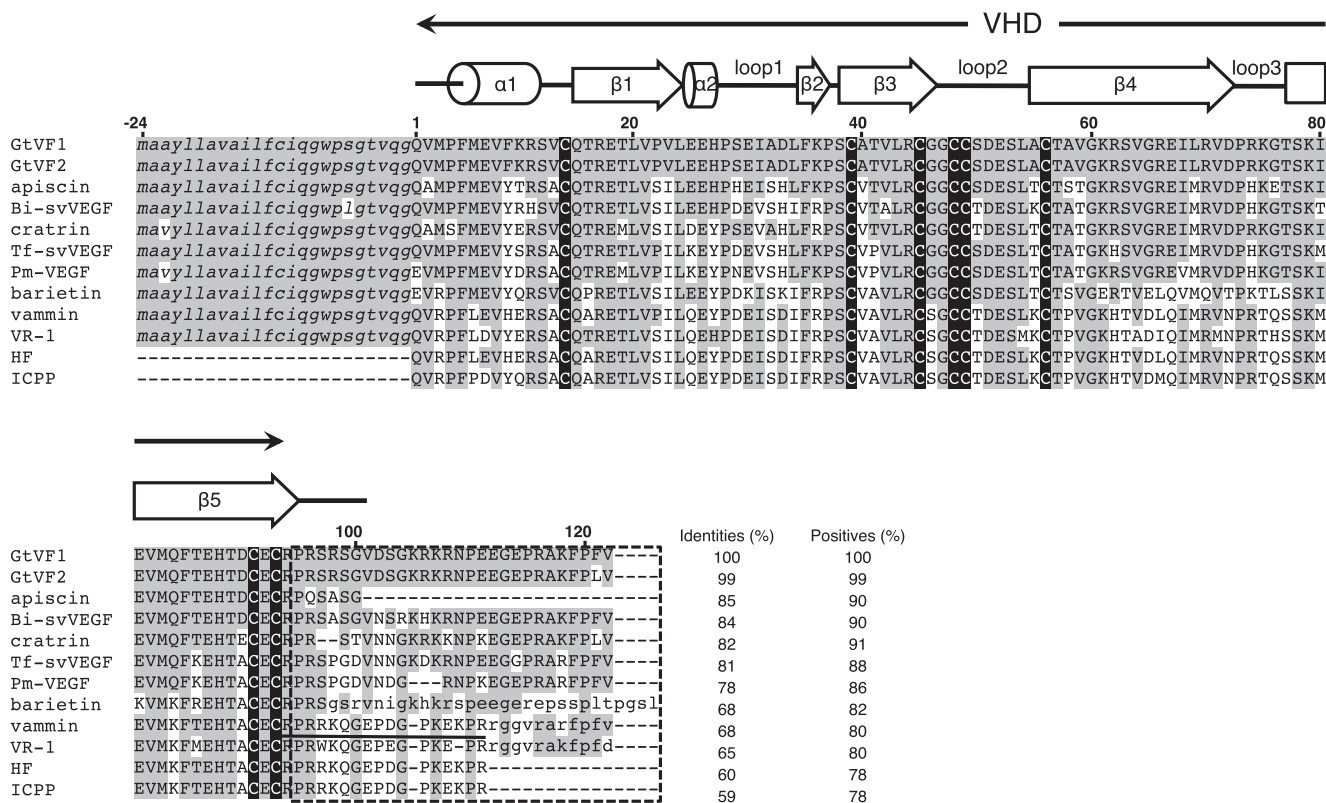 VHD
α1 β1 α2 loop1 β2 β3 loop2 β4 loop3
-24 1 20 40 60 80
GtVF1 maayllavailfciqgwpsgtvqgQVMPFMEVFKRSVCQTRETLVPVLEEHPSEIADLFKPSCATVLRCGGCCSDESLACTAVGKRSVGREILRVDPRKGTSKI
GtVF2 maayllavailfciqgwpsgtvqgQVMPFMEVFKRSVCQTRETLVPVLEEHPSEIADLFKPSCATVLRCGGCCSDESLACTAVGKRSVGREILRVDPRKGTSKI
apiscin maayllavailfciqgwpsgtvqgQAMPFMEVYTRSACQTRETLVSILEEHPHEISHLFKPSCVTVLRCGGCCSDESLTCTSTGKRSVGREIMRVDPHKETSKI
Bi-svVEGF maayllavailfciqgwplgtvqgQVMPFMEVYRHSVCQTRETLVSILEEHPDEVSHIFRPSCVTALRCGGCCTDESLKCTATGKRSVGREIMRVDPHKGTSKT
cratrin mavyllavailfciqgwpsgtvqgQAMSFMEVYERSVCQTREMLVSILDEYPSEVAHLFRPSCVTVLRCGGCCTDESLTCTATGKRSVGREIMRVDPHKGTSKI
Tf-svVEGF maayllavailfciqgwpsgtvqgQVMPFMEVYSRSACQTRETLVPILKEYPDEVSHLFKPSCVPVLRCGGCCSDESLTCTATGKHSVGREIMRVDPHKGTSKM
Pm-VEGF mavyllavailfciqgwpsgtvqgEVMPFMEVYDRSACQTREMLVPILKEYPNEVSHLFKPSCVPVLRCGGCCSDESLTCTATGKRSVGREVMRVDPHKGTSKI
barietin maayllavailfciqgwpsgtvqgEVRPFMEVYQRSVCQPRETLVSILEEYPDKISKIFRPSCVAVLRCGGCCSDESLTCTSVGERTVELQVMQVTPKTLSSKI
vammin maayllavailfciqgwpsgtvqgQVRPFLEVHERSACQARETLVPILQEYPDEISDIFRPSCVAVLRCSGCCTDESLKCTPVGKHTVDLQIMRVNPRTQSSKM
VR-1 maayllavailfciqgwpsgtvqgQVRPFLDVYERSACQARETLVSILQEHPDEISDIFRPSCVAVLRCSGCCTDESMKCTPVGKHTADIQIMRMNPRTHSSKM
HF ------------------------QVRPFLEVHERSACQARETLVSILQEYPDEISDIFRPSCVAVLRCSGCCTDESLKCTPVGKHTVDLQIMRVNPRTQSSKM
ICPP ------------------------QVRPFPDVYQRSACQARETLVSILQEYPDEISDIFRPSCVAVLRCSGCCTDESLKCTPVGKHTVDMQIMRVNPRTQSSKM
β5
100 120 Identities (%) Positives (%)
GtVF1 EVMQFTEHTDCECRPRSRSGVDSGKRKRNPEEGEPRAKFPFV---- 100 100
GtVF2 EVMQFTEHTDCECRPRSRSGVDSGKRKRNPEEGEPRAKFPLV---- 99 99
apiscin EVMQFTEHTDCECRPQSASG-------------------------- 85 90
Bi-svVEGF EVMQFTEHTDCECRPRSASGVNSRKHKRNPEEGEPRAKFPFV---- 84 90
cratrin EVMQFTEHTECECRPR--STVNNGKRKKNPKEGEPRAKFPLV---- 82 91
Tf-svVEGF EVMQFKEHTACECRPRSPGDVNNGKDKRNPEEGGPRARFPFV---- 81 88
Pm-VEGF EVMQFKEHTACECRPRSPGDVNDG---RNPKEGEPRARFPFV---- 78 86
barietin KVMKFREHTACECRPRSgsrvnigkhkrspeegerepsspltpgsl 68 82
vammin EVMKFTEHTACECRPRRKQGEPDG-PKEKPRrggvrarfpfv---- 68 80
VR-1 EVMKFMEHTACECRPRWKQGEPEG-PKE-PRrggvrakfpfd---- 65 80
HF EVMKFTEHTACECRPRRKQGEPDG-PKEKPR--------------- 60 78
ICPP EVMKFTEHTACECRPRRKQGEPDG-PKEKPR--------------- 59 78